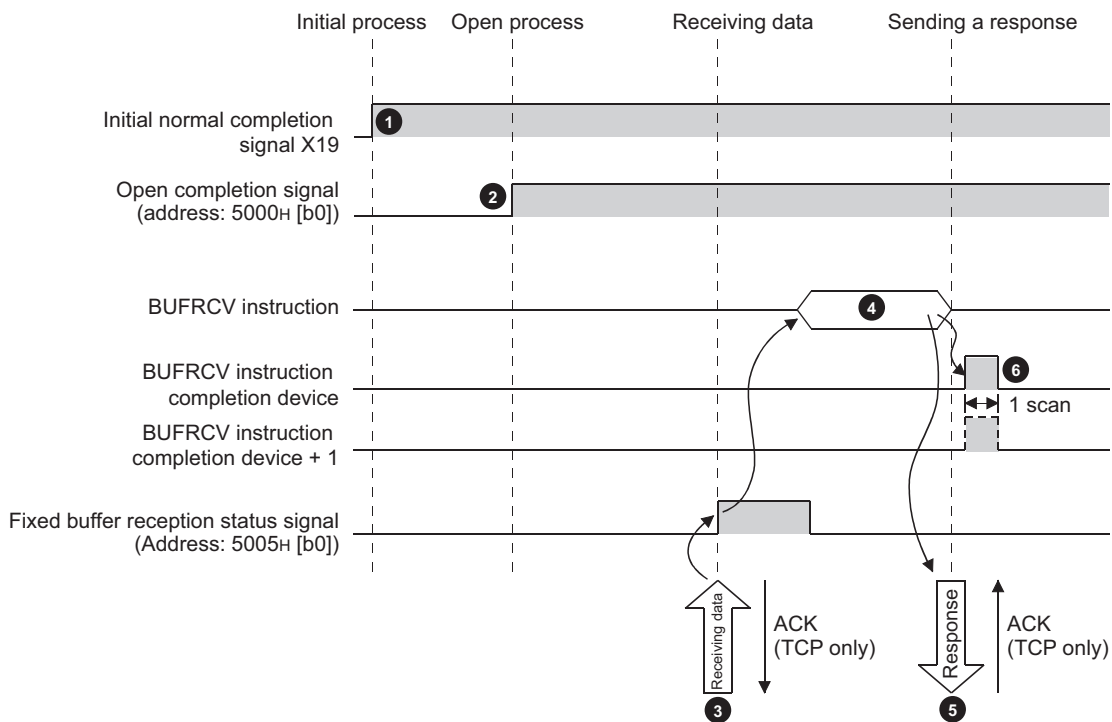 Initial process
Open process
Receiving data
Sending a response
Initial normal completion
signal X19
1
Open completion signal
(address: 5000H [b0])
2
BUFRCV instruction
4
BUFRCV instruction
completion device
6
1 scan
BUFRCV instruction
completion device + 1
Fixed buffer reception status signal
(Address: 5005H [b0])
Receiving data
ACK
(TCP only)
Response
ACK
(TCP only)
3
5